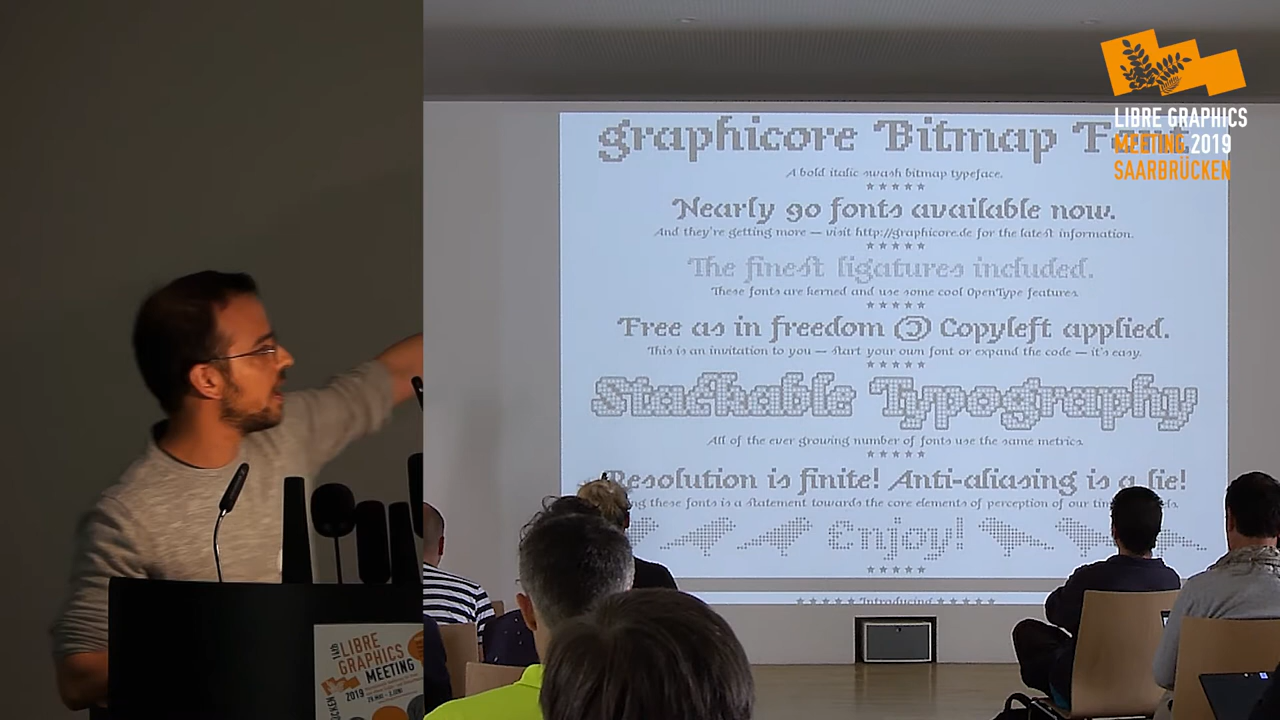 graphicore Bitmap Font
A bold italic swash bitmap typeface.
Nearly 90 fonts available now.
And they're getting more — visit http://graphicore.de for the latest information.
The finest ligatures included.
These fonts are kerned and use some cool OpenType features.
Free as in freedom Copyleft applied.
This is an invitation to you — start your own font or expand the code — it's easy.
Stackable Typography
All of the ever growing number of fonts use the same metrics.
Resolution is finite! Anti-aliasing is a lie!
these fonts is a statement towards the core elements of perception of our
Enjoy!
Introducing
LIBRE GRAPHICS
MEETING 2019
SAARBRÜCKEN
14th
LIBRE
GRAPHICS
MEETING
2019